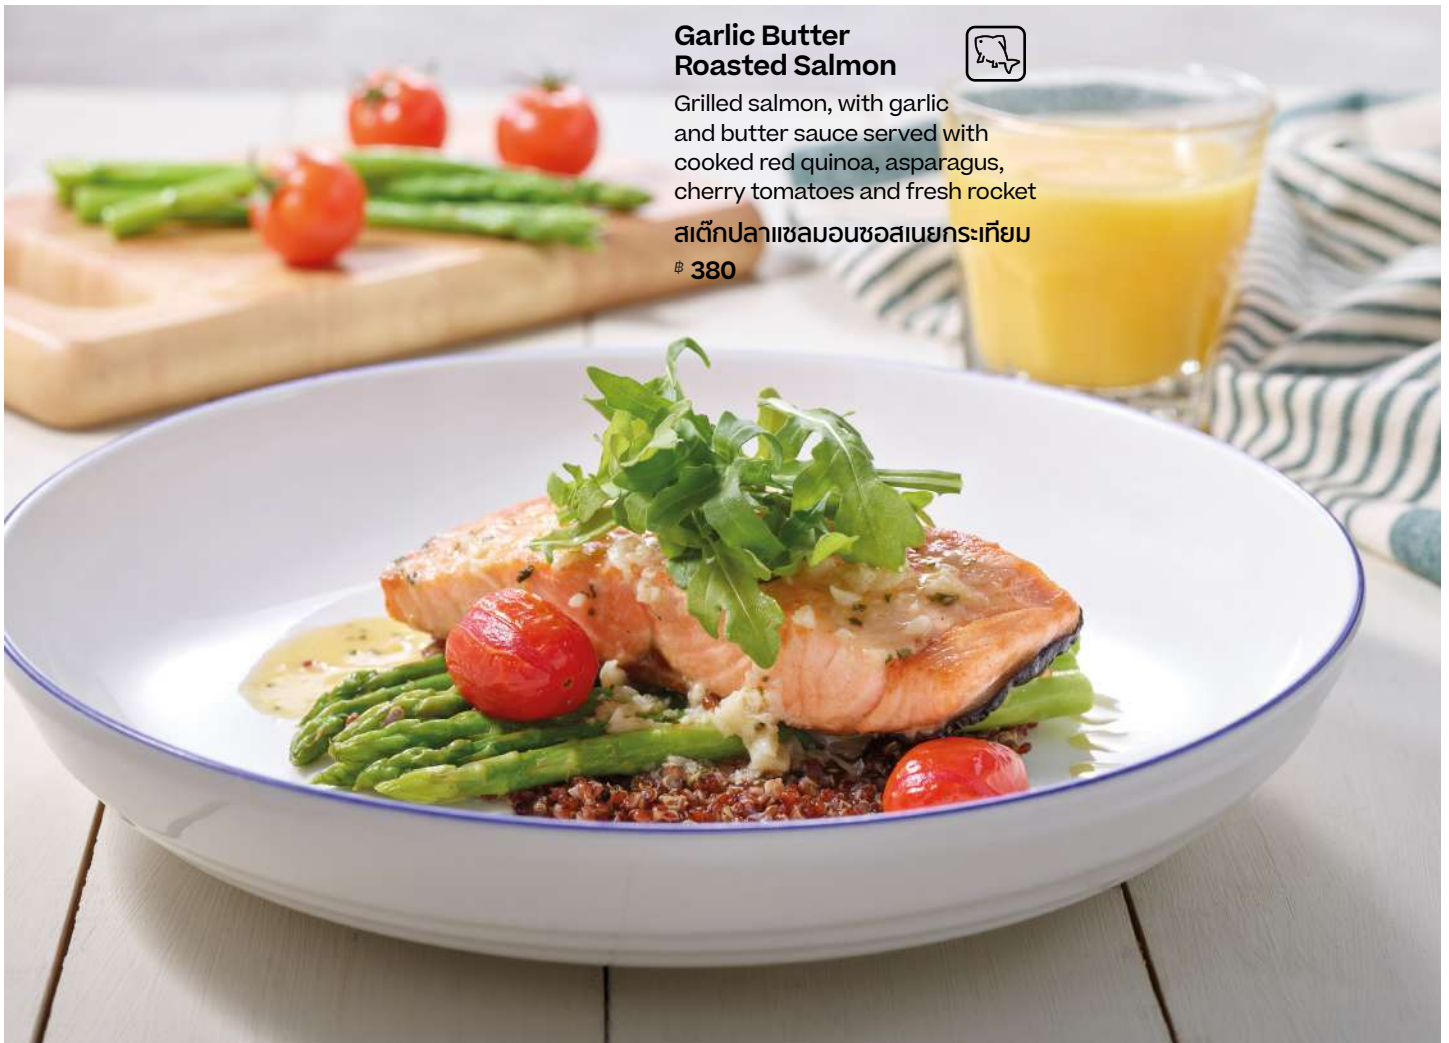 Garlic Butter
Roasted Salmon
Grilled salmon, with garlic
and butter sauce served with
cooked red quinoa, asparagus,
cherry tomatoes and fresh rocket
สเต๊กปลาแซลมอนซอสเนยกระเทียม
฿ 380